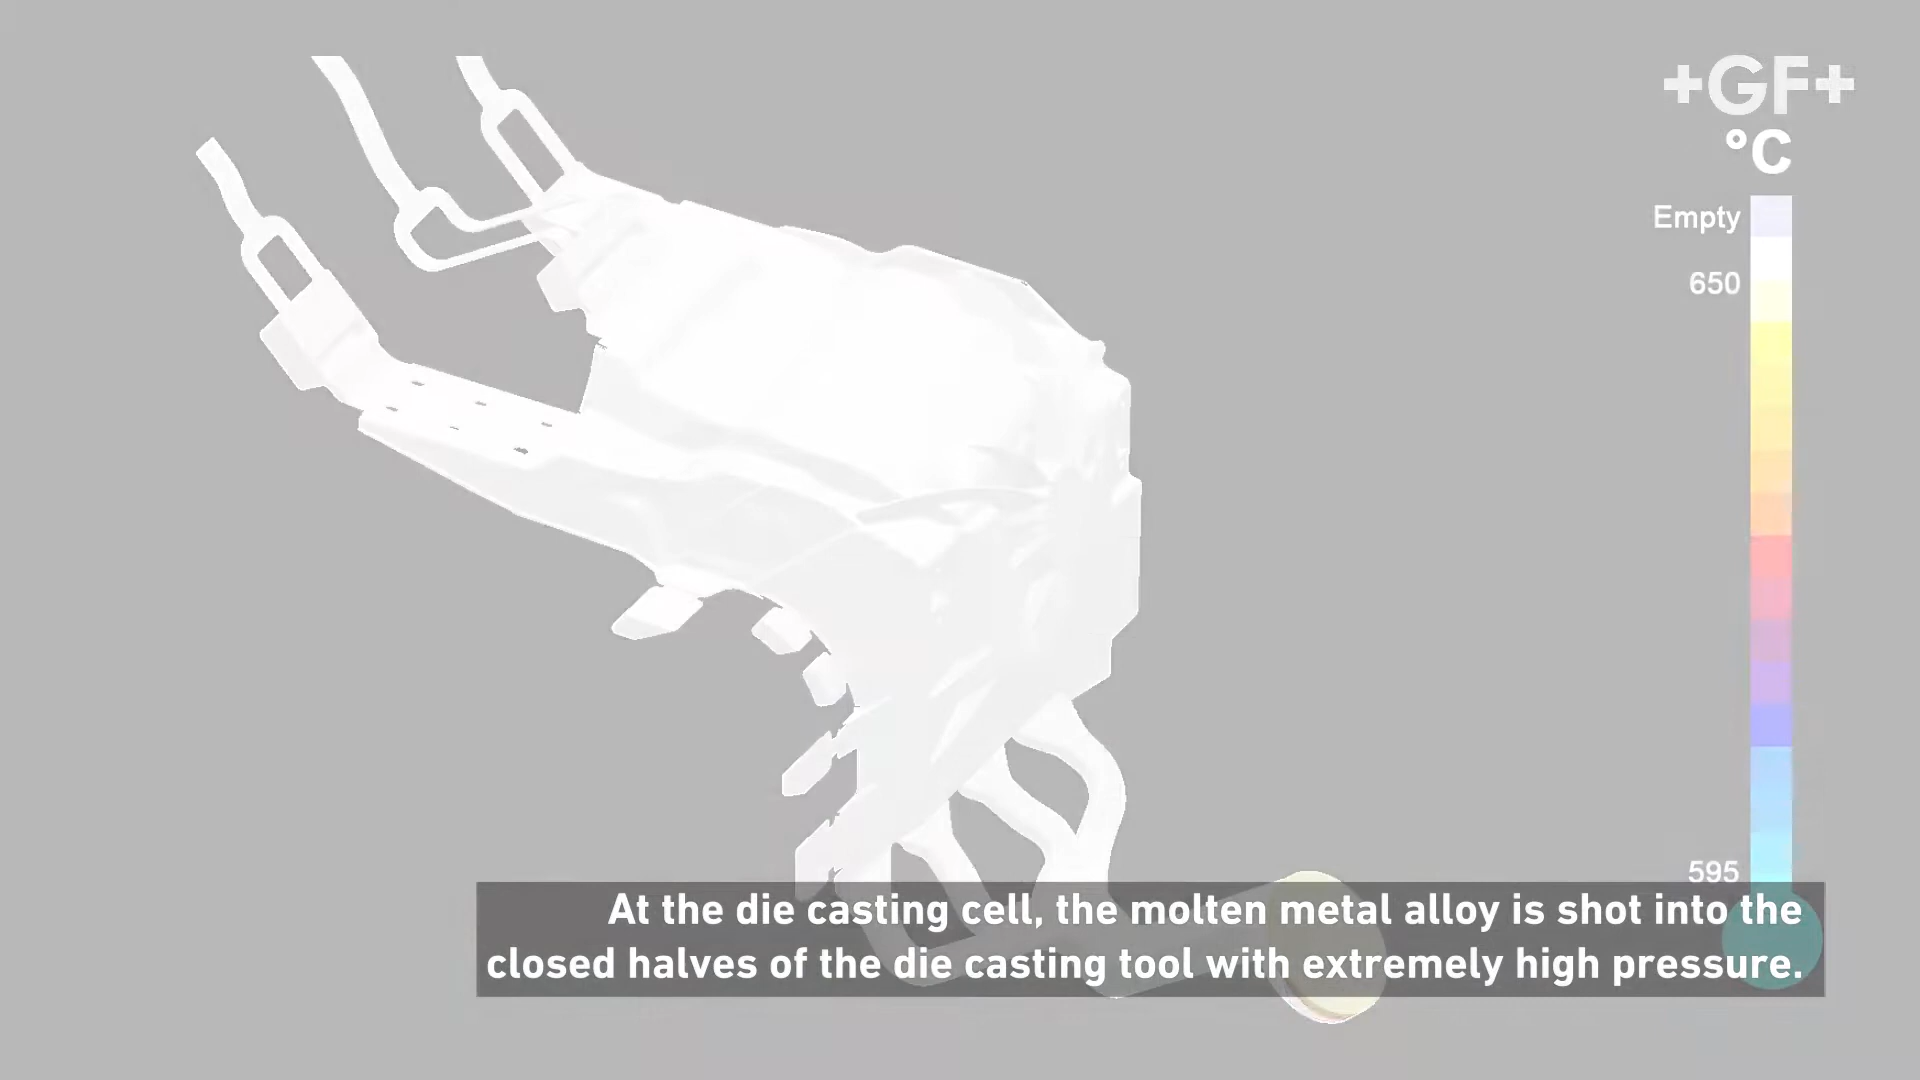 +GF+
°C
Empty
650
595
At the die casting cell, the molten metal alloy is shot into the
closed halves of the die casting tool with extremely high pressure.